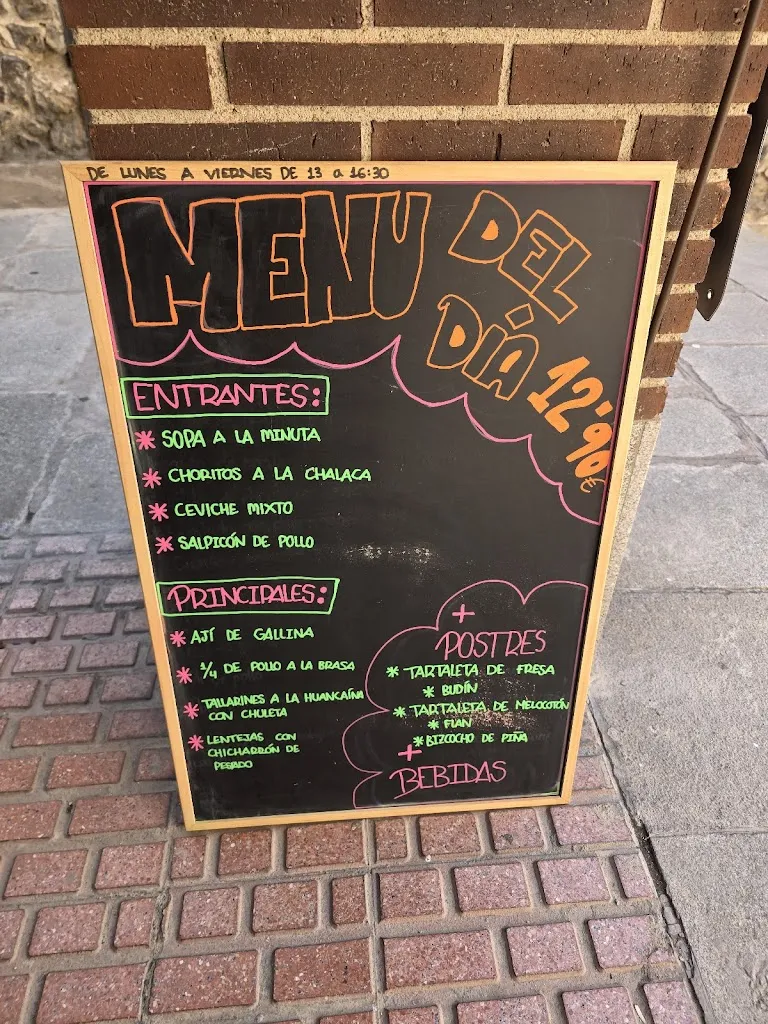 DE LUNES A VIERNES DE 13 a 16:30
MENU
DEL
DÍA
12'90€
ENTRANTES:
* SOPA A LA MINUTA
* CHORITOS A LA CHALACA
* CEVICHE MIXTO
* SALPICÓN DE POLLO
PRINCIPALES:
* AJÍ DE GALLINA
* 1/4 DE POLLO A LA BRASA
* TALLARINES A LA HUANCAÍNA
CON CHULETA
* LENTEJAS CON
CHICHARRÓN DE
PESCADO
+
POSTRES
* TARTALETA DE FRESA
* BUDÍN
* TARTALETA DE MELOCOTÓN
* FLAN
* BIZCOCHO DE PIÑA
+
BEBIDAS